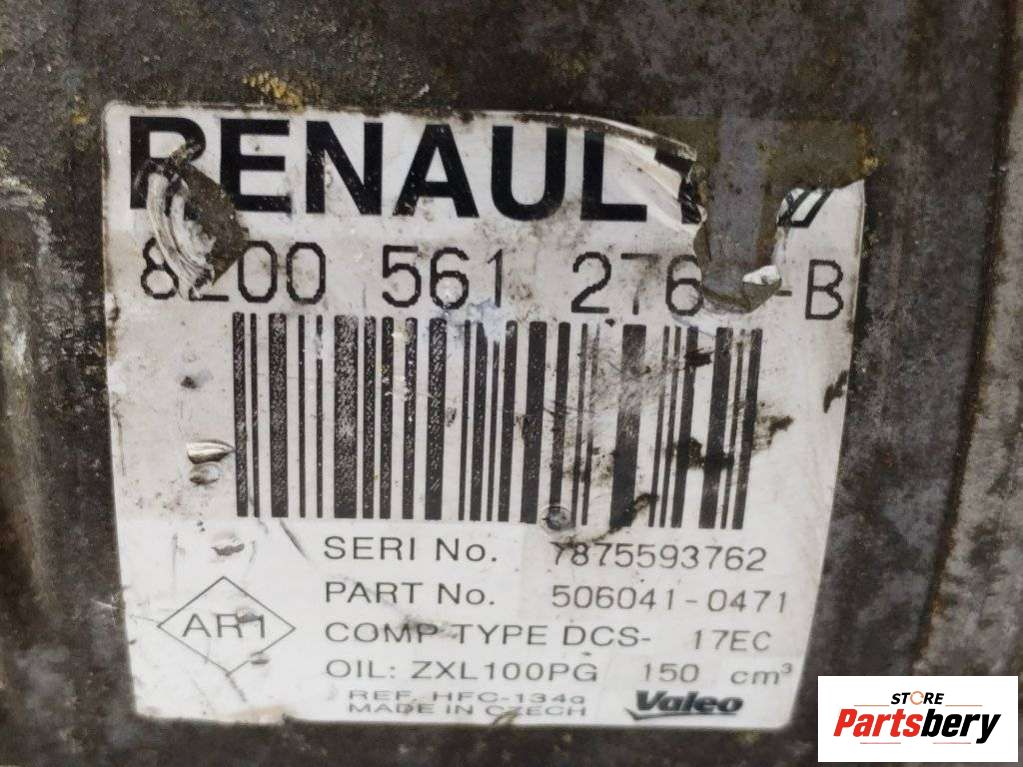 RENAULT
8200 561 276 -B
SERI No. 7875593762
PART No. 506041-0471
AR1
COMP TYPE DCS- 17EC
OIL: ZXL100PG 150 cm³
REF. HFC-134a
MADE IN CZECH
Valeo
STORE
Partsbery